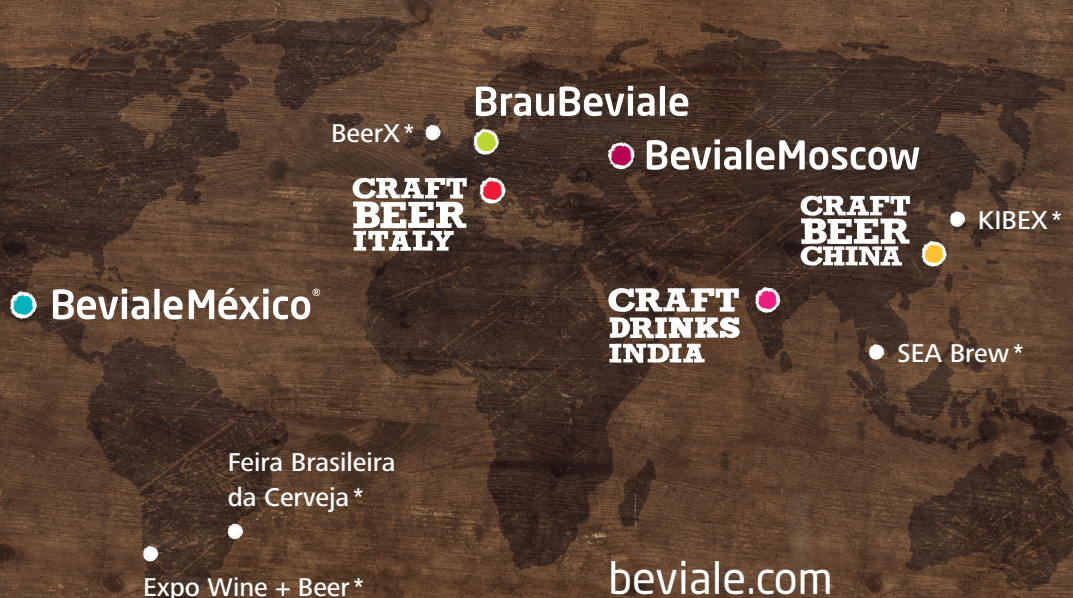 BrauBeviale
BeerX*
BevialeMoscow
CRAFT
BEER
ITALY
CRAFT
BEER
CHINA
KIBEX*
BevialeMéxico®
CRAFT
DRINKS
INDIA
SEA Brew*
Feira Brasileira
da Cerveja*
Expo Wine + Beer*
beviale.com